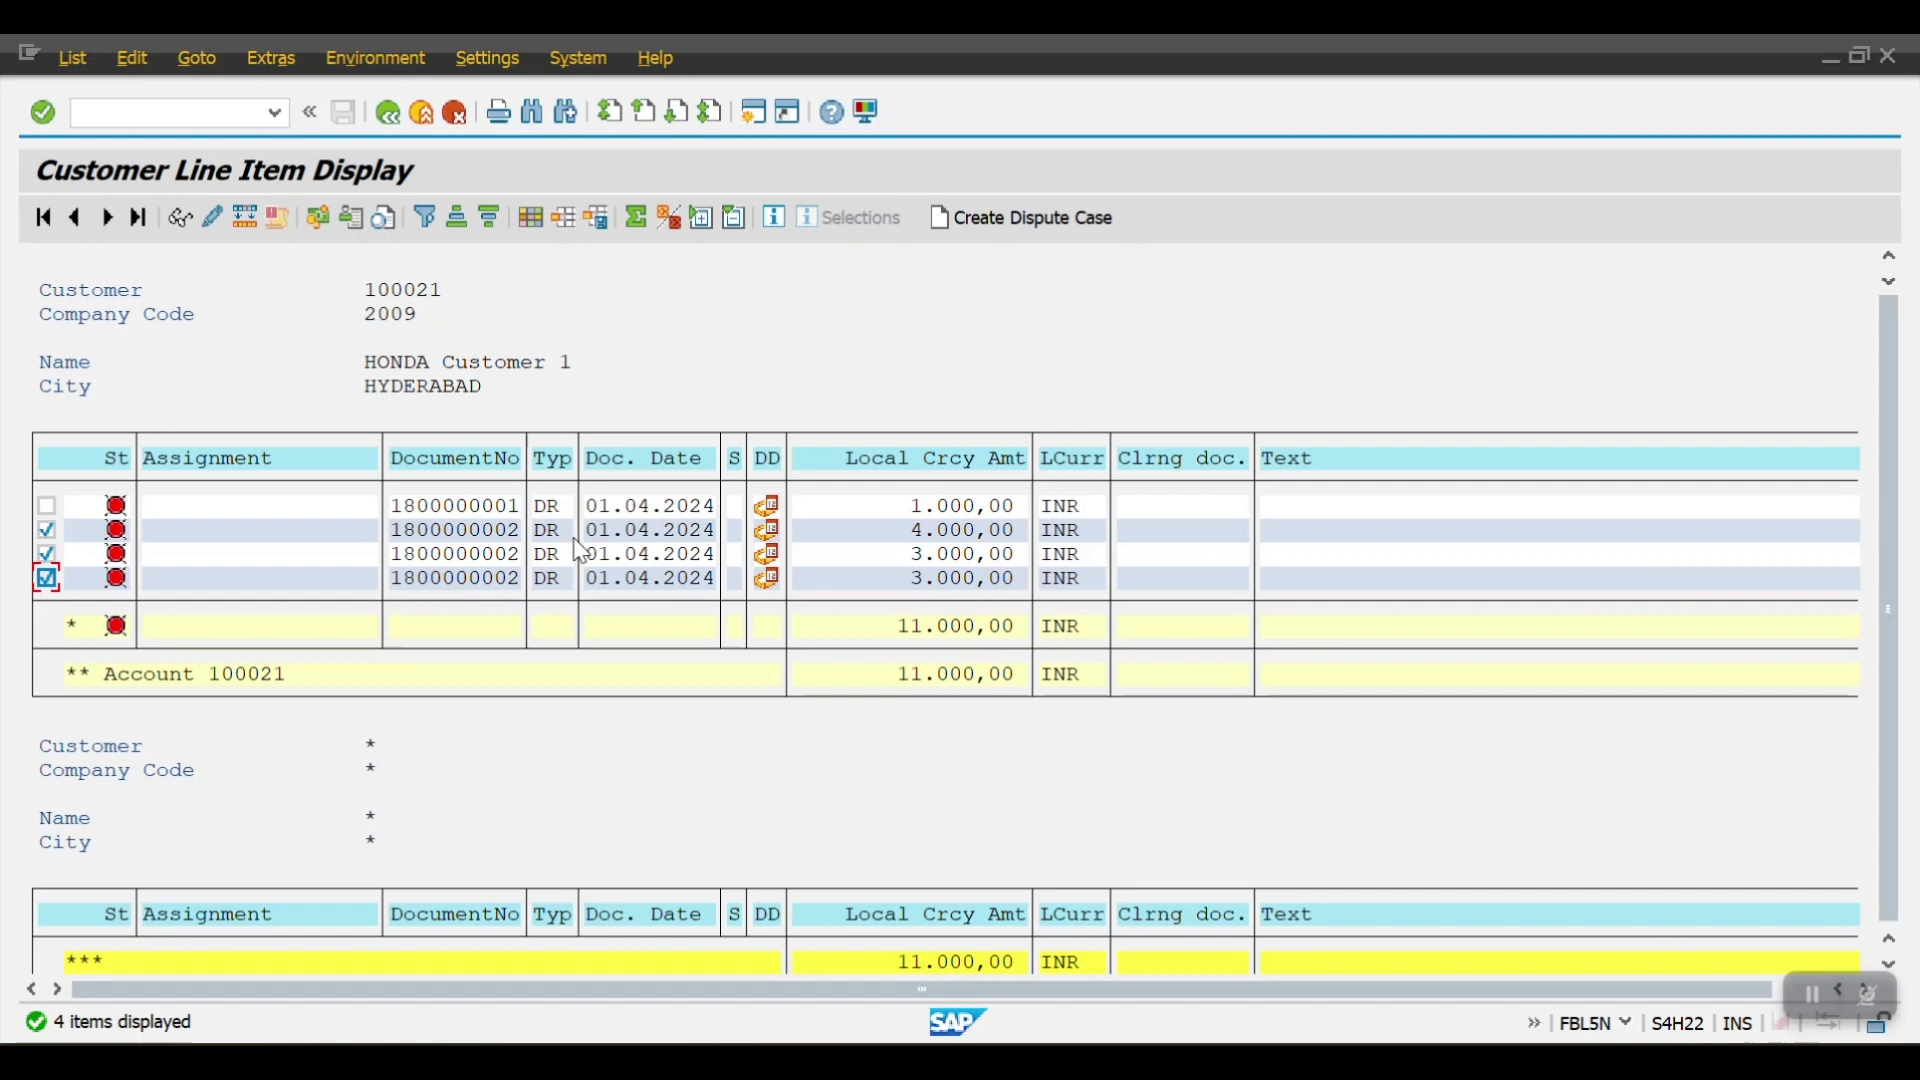 List Edit Goto Extras Environment Settings System Help
Customer Line Item Display
Selections Create Dispute Case
Customer 100021
Company Code 2009
Name HONDA Customer 1
City HYDERABAD
St Assignment DocumentNo Typ Doc. Date S DD Local Crcy Amt LCurr Clrng doc. Text
1800000001 DR 01.04.2024 1.000,00 INR
1800000002 DR 01.04.2024 4.000,00 INR
1800000002 DR 01.04.2024 3.000,00 INR
1800000002 DR 01.04.2024 3.000,00 INR
* 11.000,00 INR
** Account 100021 11.000,00 INR
Customer *
Company Code *
Name *
City *
St Assignment DocumentNo Typ Doc. Date S DD Local Crcy Amt LCurr Clrng doc. Text
*** 11.000,00 INR
4 items displayed SAP FBL5N S4H22 INS